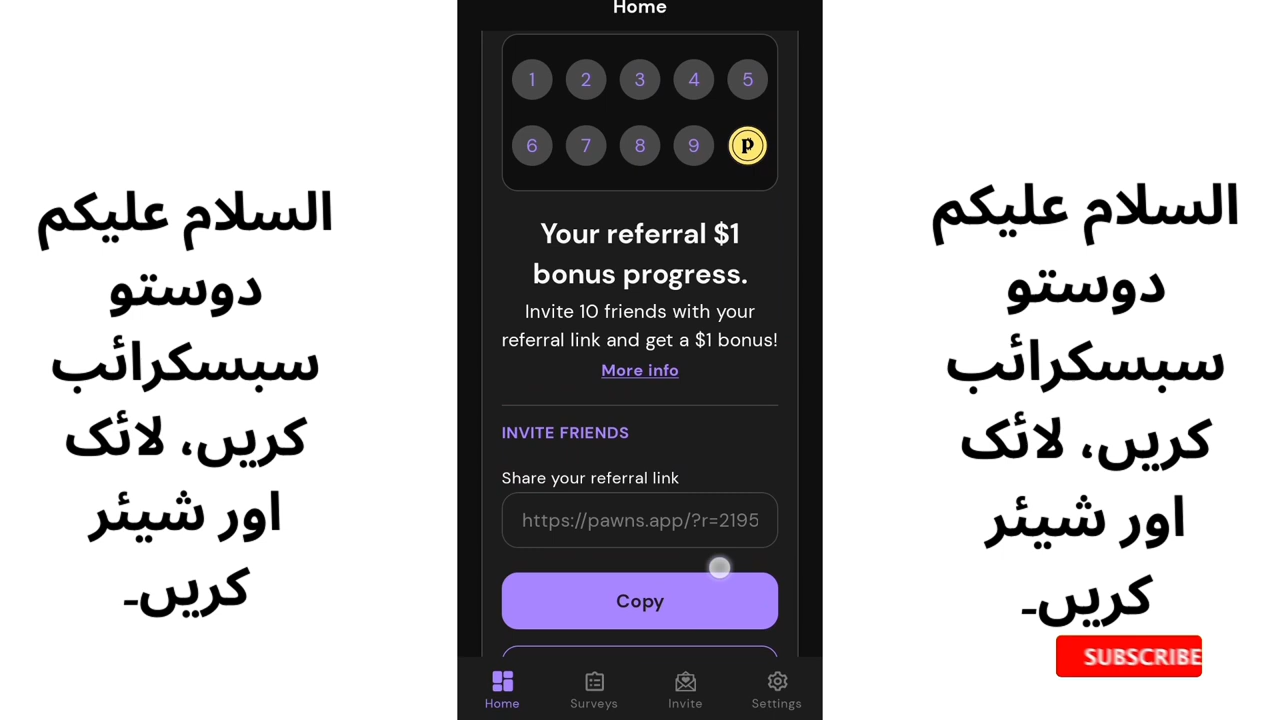 السلام علیکم
دوستو
سبسکرائب
کریں، لائک
اور شیئر
کریں۔
Home
1 2 3 4 5
6 7 8 9 p
Your referral $1
bonus progress.
Invite 10 friends with your
referral link and get a $1 bonus!
More info
INVITE FRIENDS
Share your referral link
https://pawns.app/?r=2195
Copy
Home Surveys Invite Settings
السلام علیکم
دوستو
سبسکرائب
کریں، لائک
اور شیئر
کریں۔
SUBSCRIBE